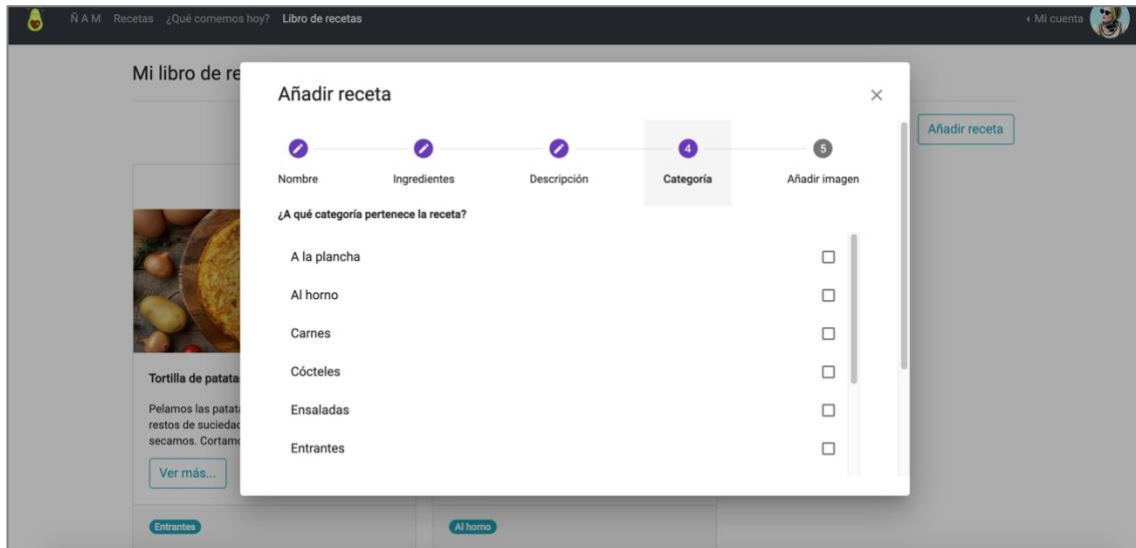 Ñ A M Recetas ¿Qué comemos hoy? Libro de recetas Mi cuenta
Mi libro de re
Añadir receta
Añadir receta
4 5
Nombre Ingredientes Descripción Categoría Añadir imagen
¿A qué categoría pertenece la receta?
A la plancha
Al horno
Carnes
Cócteles
Ensaladas
Entrantes
Tortilla de patata
Pelamos las patat
restos de suciedad
secamos. Cortamo
Ver más...
Entrantes Al horno